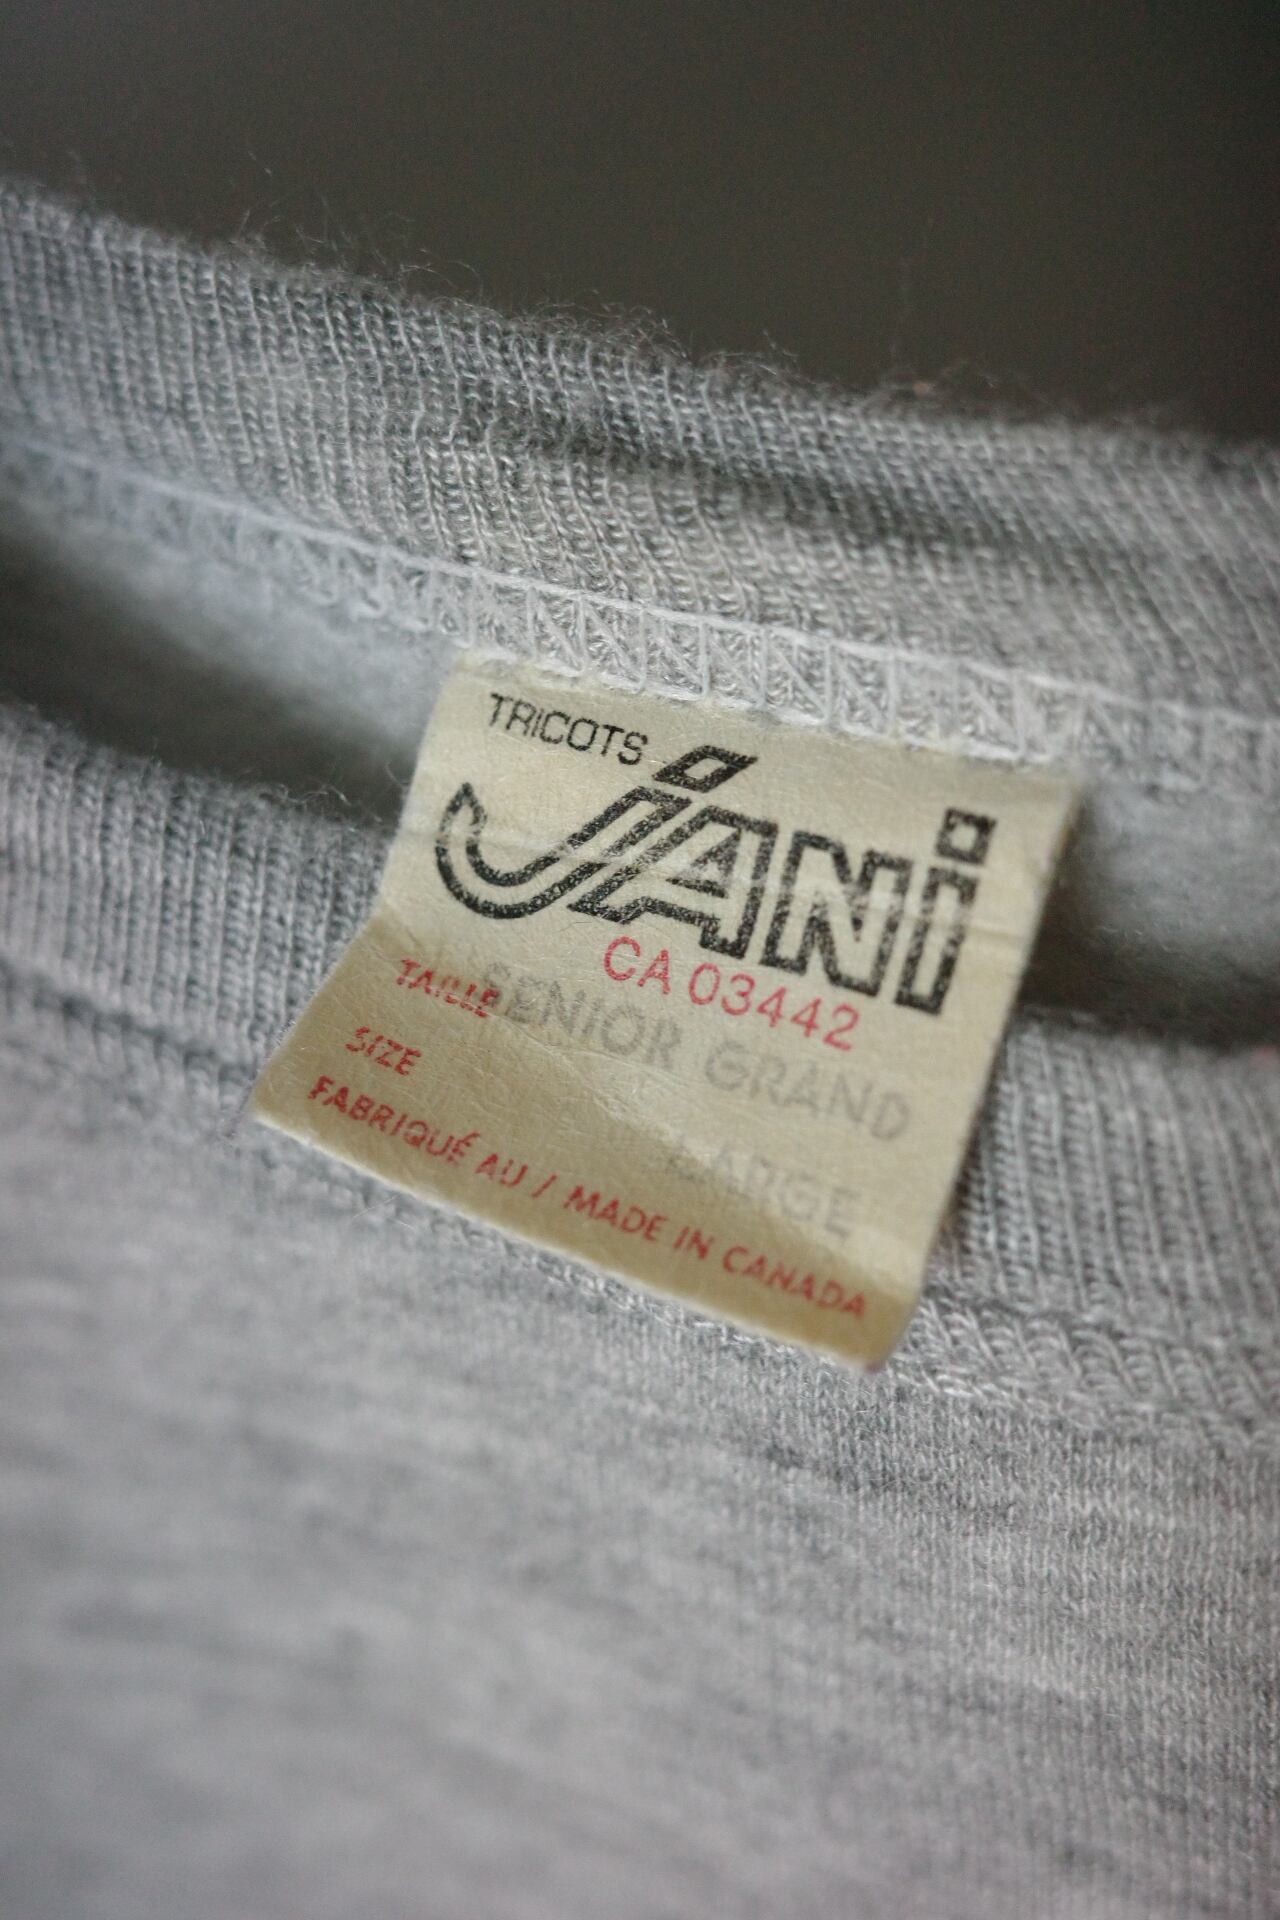 TRICOTS
JANi
CA 03442
TAILLE SENIOR GRAND
SIZE LARGE
FABRIQUÉ AU / MADE IN CANADA